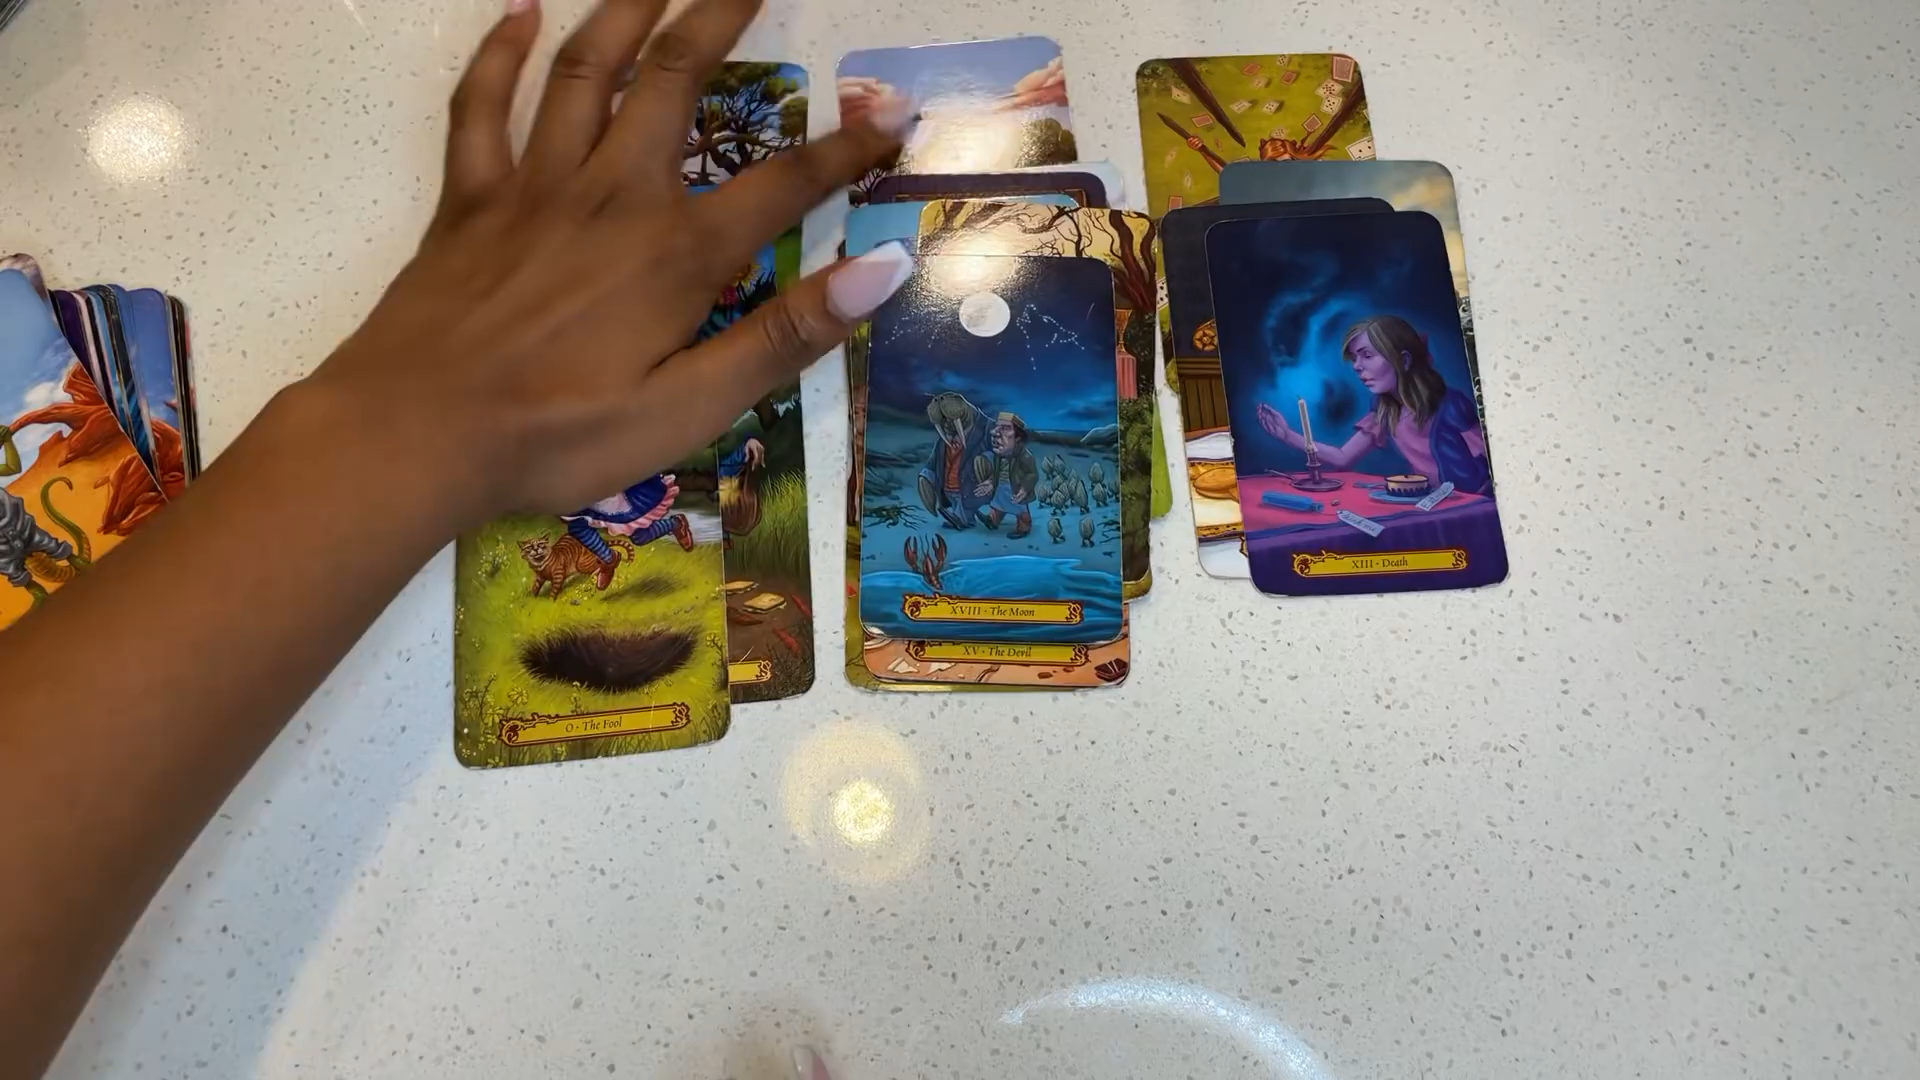 XVIII · The Moon
XV · The Devil
XIII · Death
0 · The Fool